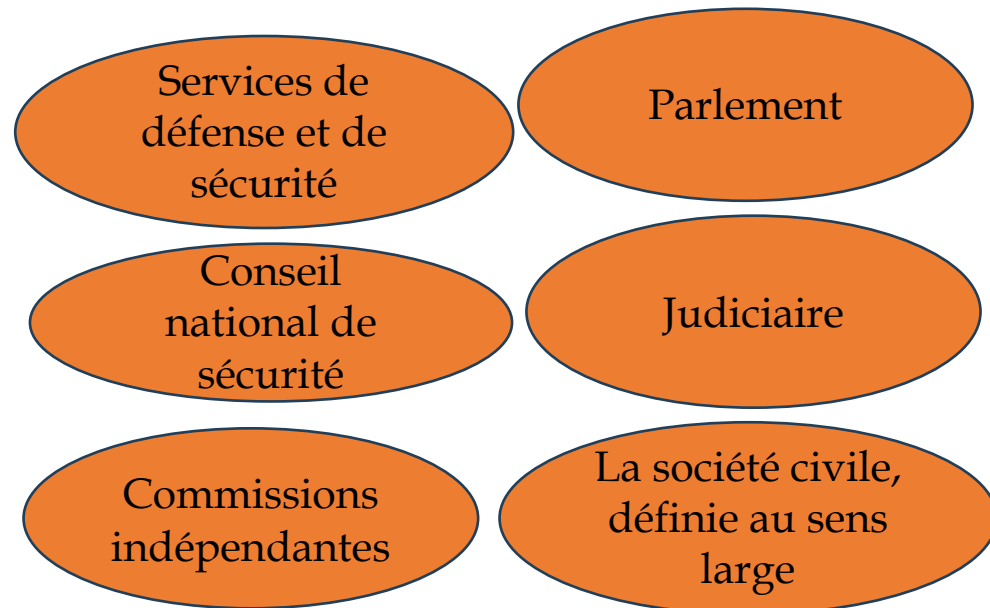 Services de
défense et de
sécurité
Parlement
Conseil
national de
sécurité
Judiciaire
Commissions
indépendantes
La société civile,
définie au sens
large